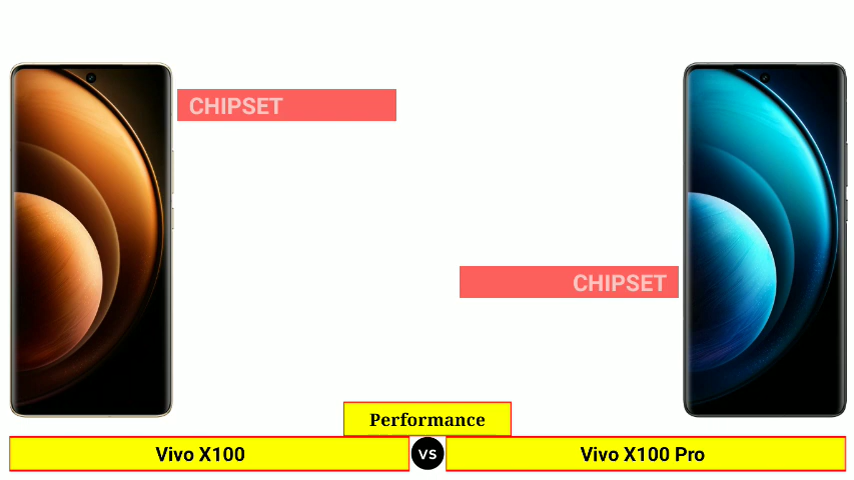 CHIPSET
CHIPSET
Performance
Vivo X100
VS
Vivo X100 Pro